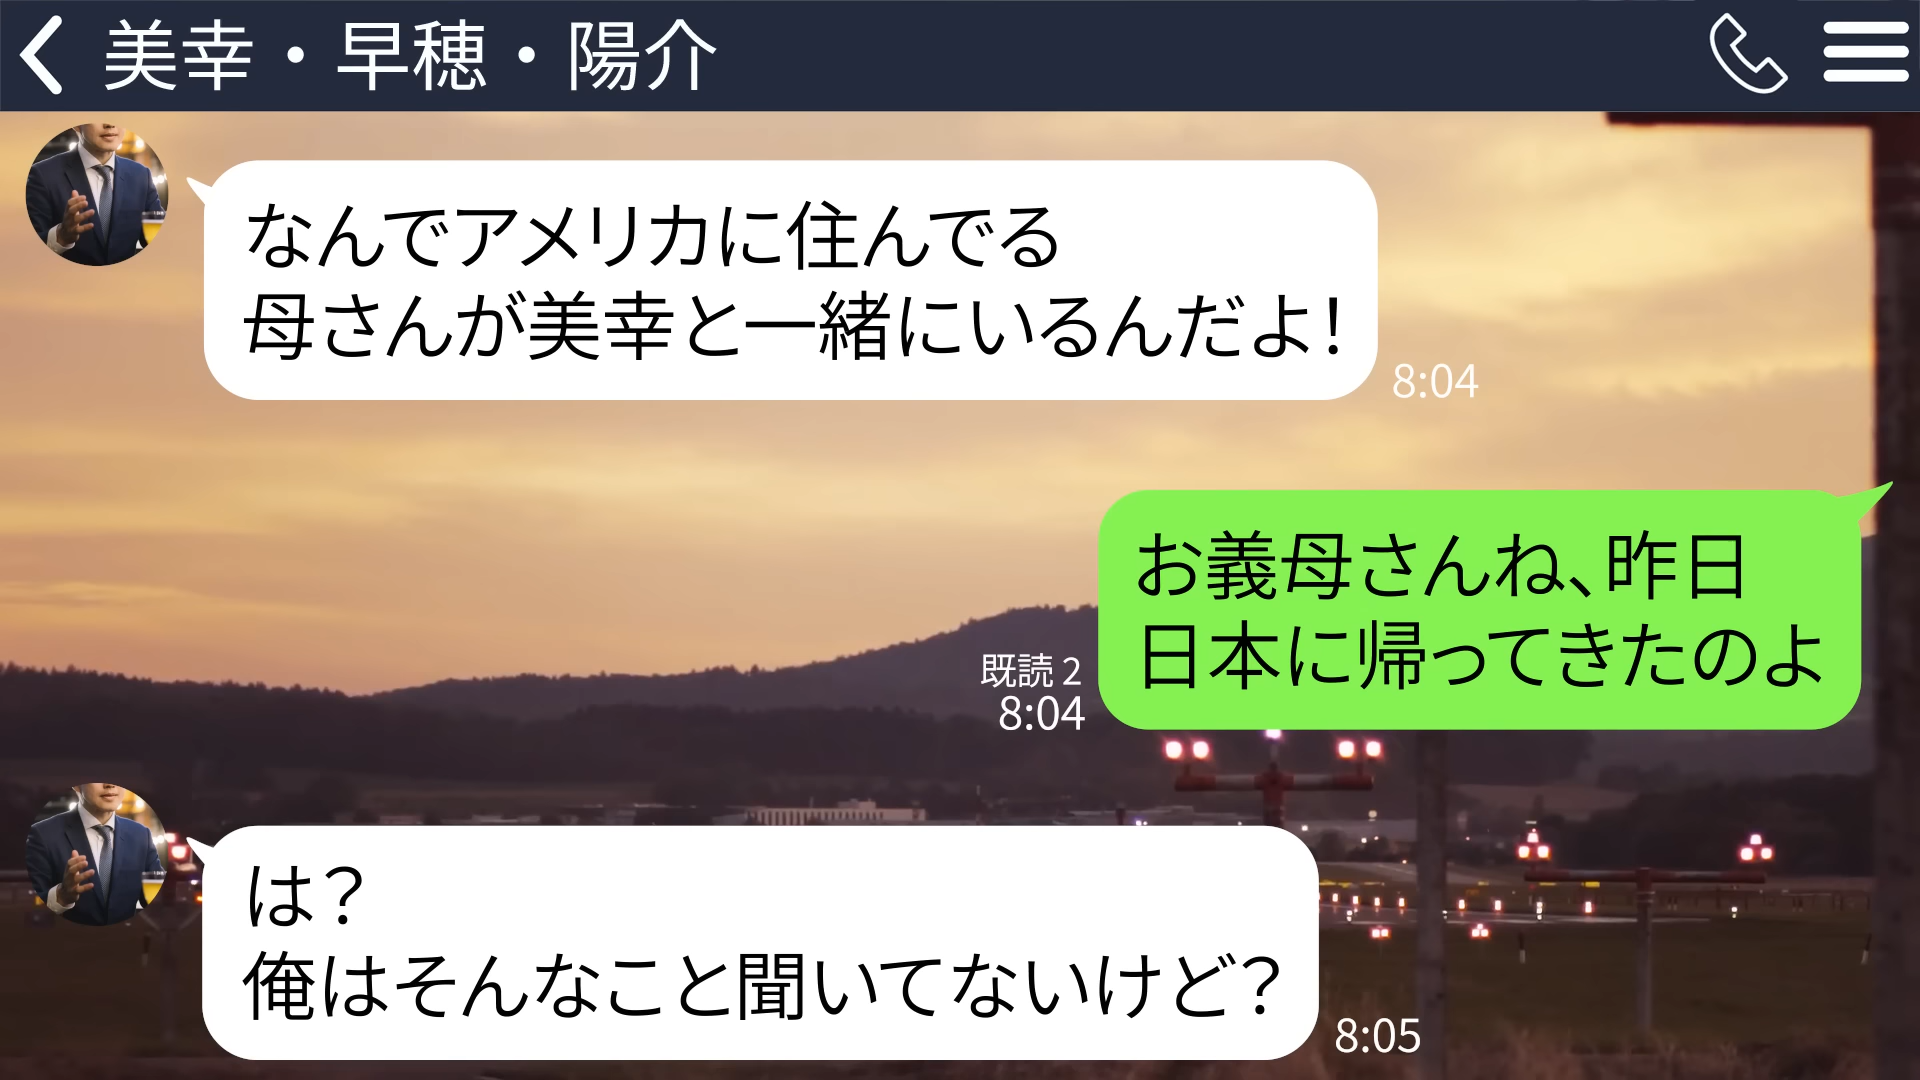 美幸・早穂・陽介
なんでアメリカに住んでる
母さんが美幸と一緒にいるんだよ！
8:04
お義母さんね、昨日
日本に帰ってきたのよ
既読 2
8:04
は？
俺はそんなこと聞いてないけど？
8:05